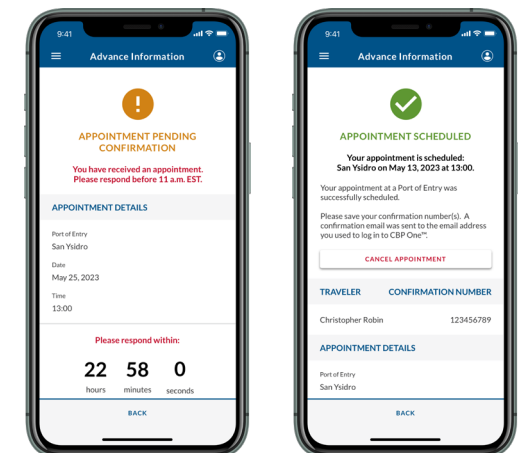 9:41
Advance Information
APPOINTMENT PENDING
CONFIRMATION
You have received an appointment.
Please respond before 11 a.m. EST.
APPOINTMENT DETAILS
Port of Entry
San Ysidro
Date
May 25, 2023
Time
13:00
Please respond within:
22 58 0
hours minutes seconds
BACK
9:41
Advance Information
APPOINTMENT SCHEDULED
Your appointment is scheduled:
San Ysidro on May 13, 2023 at 13:00.
Your appointment at a Port of Entry was
successfully scheduled.
Please save your confirmation number(s). A
confirmation email was sent to the email address
you used to log in to CBP One™.
CANCEL APPOINTMENT
TRAVELER CONFIRMATION NUMBER
Christopher Robin 123456789
APPOINTMENT DETAILS
Port of Entry
San Ysidro
BACK